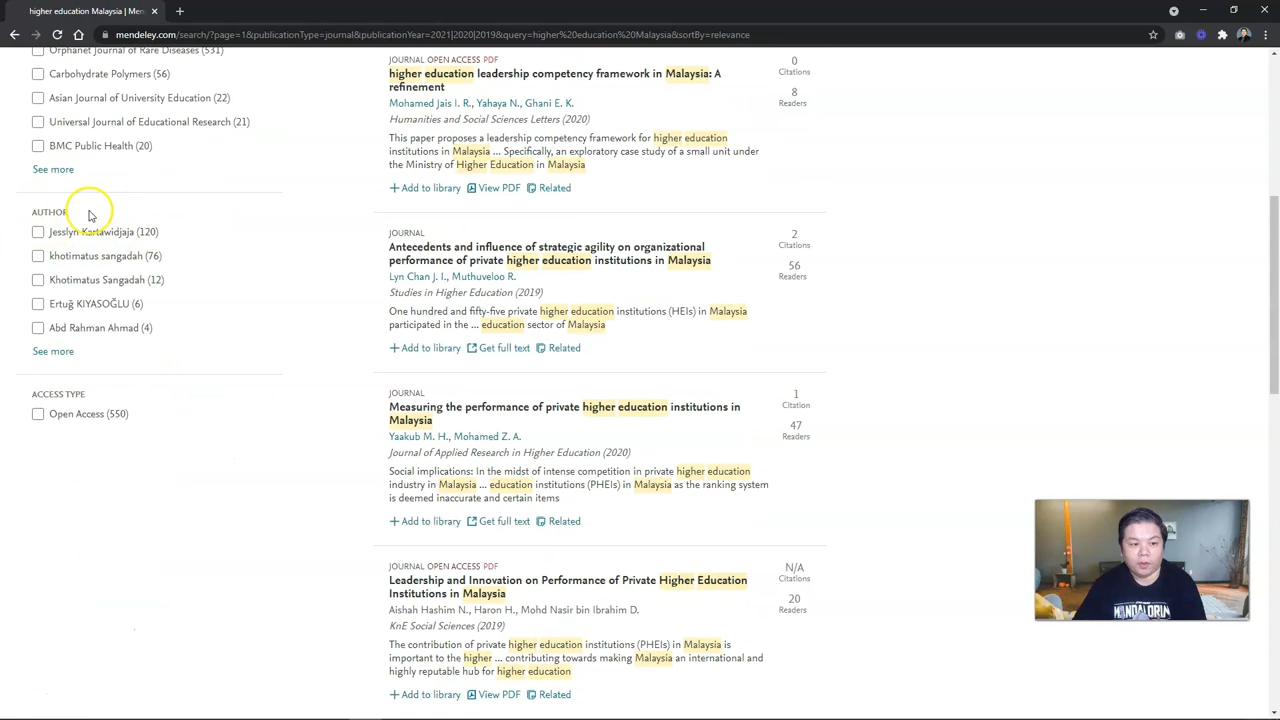 higher education Malaysia | Men
mendeley.com/search/?page=1&publicationType=journal&publicationYear=2021|2020|2019&query=higher%20education%20Malaysia&sortBy=relevance
Orphanet Journal of Rare Diseases (531)
Carbohydrate Polymers (56)
Asian Journal of University Education (22)
Universal Journal of Educational Research (21)
BMC Public Health (20)
See more
AUTHOR
Jesslyn Kartawidjaja (120)
khotimatus sangadah (76)
Khotimatus Sangadah (12)
Ertuğ KIYASOĞLU (6)
Abd Rahman Ahmad (4)
See more
ACCESS TYPE
Open Access (550)
JOURNAL OPEN ACCESS PDF
higher education leadership competency framework in Malaysia: A
refinement
Mohamed Jais I. R., Yahaya N., Ghani E. K.
Humanities and Social Sciences Letters (2020)
This paper proposes a leadership competency framework for higher education
institutions in Malaysia ... Specifically, an exploratory case study of a small unit under
the Ministry of Higher Education in Malaysia
Add to library View PDF Related
0
Citations
8
Readers
JOURNAL
Antecedents and influence of strategic agility on organizational
performance of private higher education institutions in Malaysia
Lyn Chan J. I., Muthuveloo R.
Studies in Higher Education (2019)
One hundred and fifty-five private higher education institutions (HEIs) in Malaysia
participated in the ... education sector of Malaysia
Add to library Get full text Related
2
Citations
56
Readers
JOURNAL
Measuring the performance of private higher education institutions in
Malaysia
Yaakub M. H., Mohamed Z. A.
Journal of Applied Research in Higher Education (2020)
Social implications: In the midst of intense competition in private higher education
industry in Malaysia ... education institutions (PHEIs) in Malaysia as the ranking system
is deemed inaccurate and certain items
Add to library Get full text Related
1
Citation
47
Readers
JOURNAL OPEN ACCESS PDF
Leadership and Innovation on Performance of Private Higher Education
Institutions in Malaysia
Aishah Hashim N., Haron H., Mohd Nasir bin Ibrahim D.
KnE Social Sciences (2019)
The contribution of private higher education institutions (PHEIs) in Malaysia is
important to the higher ... contributing towards making Malaysia an international and
highly reputable hub for higher education
Add to library View PDF Related
N/A
Citations
20
Readers
MANDALORIAN